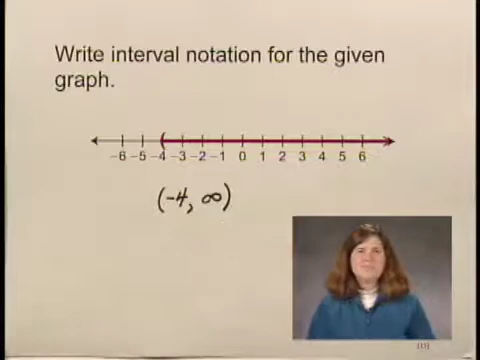 Write interval notation for the given
graph.
-6 -5 -4 -3 -2 -1 0 1 2 3 4 5 6
(-4, ∞)